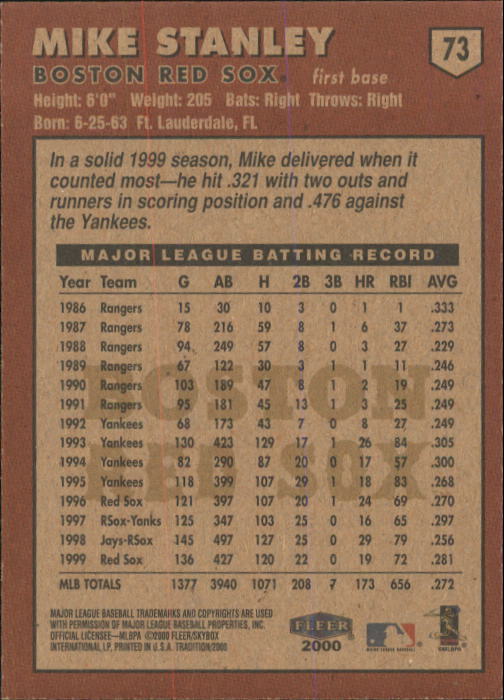 MIKE STANLEY
73
BOSTON RED SOX. first base
Height: 6'0" Weight: 205 Bats: Right Throws: Right
Born: 6-25-63 Ft. Lauderdale, FL
In a solid 1999 season, Mike delivered when it
counted most—he hit .321 with two outs and
runners in scoring position and .476 against
the Yankees.
MAJOR LEAGUE BATTING RECORD
Year Team G AB H 2B 3B HR RBI AVG
1986 Rangers 15 30 10 3 0 1 1 .333
1987 Rangers 78 216 59 8 1 6 37 .273
1988 Rangers 94 249 57 8 0 3 27 .229
1989 Rangers 67 122 30 3 1 1 11 .246
1990 Rangers 103 189 47 8 1 2 19 .249
1991 Rangers 95 181 45 13 1 3 25 .249
1992 Yankees 68 173 43 7 0 8 27 .249
1993 Yankees 130 423 129 17 1 26 84 .305
1994 Yankees 82 290 87 20 0 17 57 .300
1995 Yankees 118 399 107 29 1 18 83 .268
1996 Red Sox 121 397 107 20 1 24 69 .270
1997 RSox-Yanks 125 347 103 25 0 16 65 .297
1998 Jays-RSox 145 497 127 25 0 29 79 .256
1999 Red Sox 136 427 120 22 0 19 72 .281
MLB TOTALS 1377 3940 1071 208 7 173 656 .272
BOSTON
RED SOX
MAJOR LEAGUE BASEBALL TRADEMARKS AND COPYRIGHTS ARE USED
WITH PERMISSION OF MAJOR LEAGUE BASEBALL PROPERTIES, INC.
OFFICIAL LICENSEE—MLBPA ©2000 FLEER/SKYBOX
INTERNATIONAL LP. PRINTED IN U.S.A. TRADITION/2000
FLEER
2000
MAJOR LEAGUE BASEBALL
©MLBPA